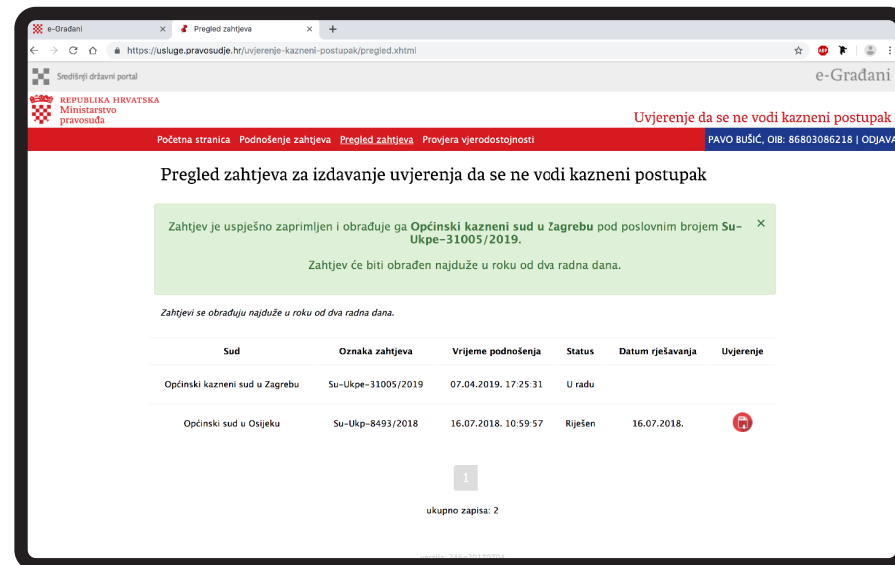 e-Građani
Pregled zahtjeva
https://usluge.pravosudje.hr/uvjerenje-kazneni-postupak/pregled.xhtml
ABP
Središnji državni portal
e-Građani
REPUBLIKA HRVATSKA
Ministarstvo
pravosuđa
Uvjerenje da se ne vodi kazneni postupak
Početna stranica Podnošenje zahtjeva Pregled zahtjeva Provjera vjerodostojnosti
PAVO BUŠIĆ, OIB: 86803086218 | ODJAVA
Pregled zahtjeva za izdavanje uvjerenja da se ne vodi kazneni postupak
Zahtjev je uspješno zaprimljen i obrađuje ga Općinski kazneni sud u Zagrebu pod poslovnim brojem Su-
Ukpe-31005/2019.
Zahtjev će biti obrađen najduže u roku od dva radna dana.
Zahtjevi se obrađuju najduže u roku od dva radna dana.
Sud Oznaka zahtjeva Vrijeme podnošenja Status Datum rješavanja Uvjerenje
Općinski kazneni sud u Zagrebu Su-Ukpe-31005/2019 07.04.2019. 17:25:31 U radu
Općinski sud u Osijeku Su-Ukp-8493/2018 16.07.2018. 10:59:57 Riješen 16.07.2018.
1
ukupno zapisa: 2